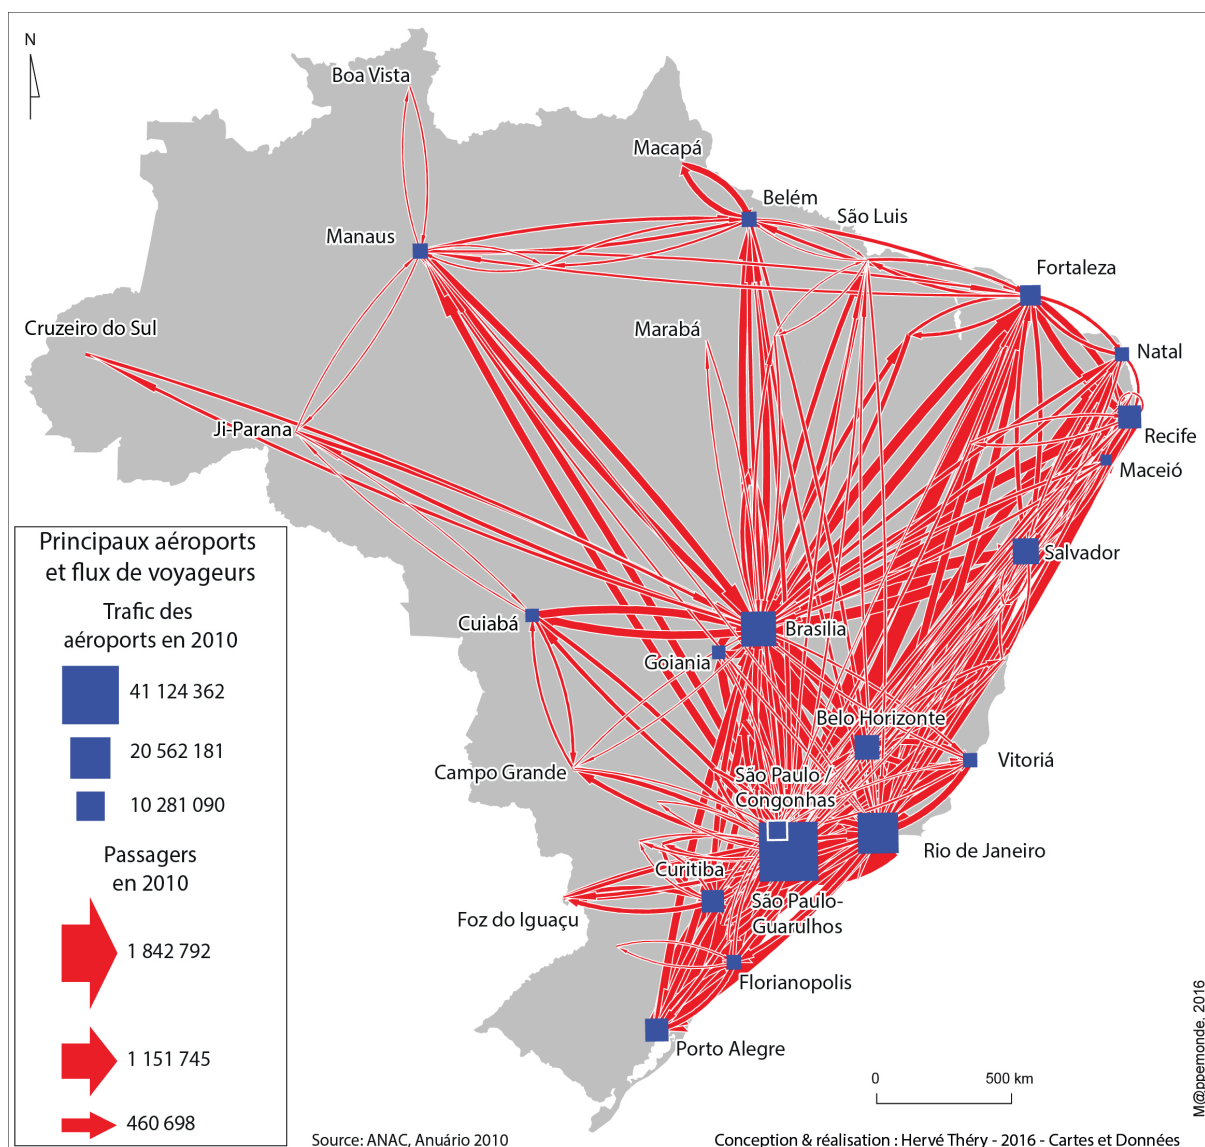 N
Boa Vista
Macapá
Belém
São Luis
Manaus
Fortaleza
Cruzeiro do Sul
Marabá
Natal
Ji-Parana
Recife
Maceió
Principaux aéroports
et flux de voyageurs
Trafic des
aéroports en 2010
41 124 362
20 562 181
10 281 090
Passagers
en 2010
1 842 792
1 151 745
460 698
Salvador
Cuiabá
Brasilia
Goiania
Belo Horizonte
Vitoriá
Campo Grande
São Paulo /
Congonhas
Rio de Janeiro
Curitiba
São Paulo-
Guarulhos
Foz do Iguaçu
Florianopolis
Porto Alegre
0 500 km
M@ppemonde. 2016
Source: ANAC, Anuário 2010
Conception & réalisation : Hervé Théry - 2016 - Cartes et Données